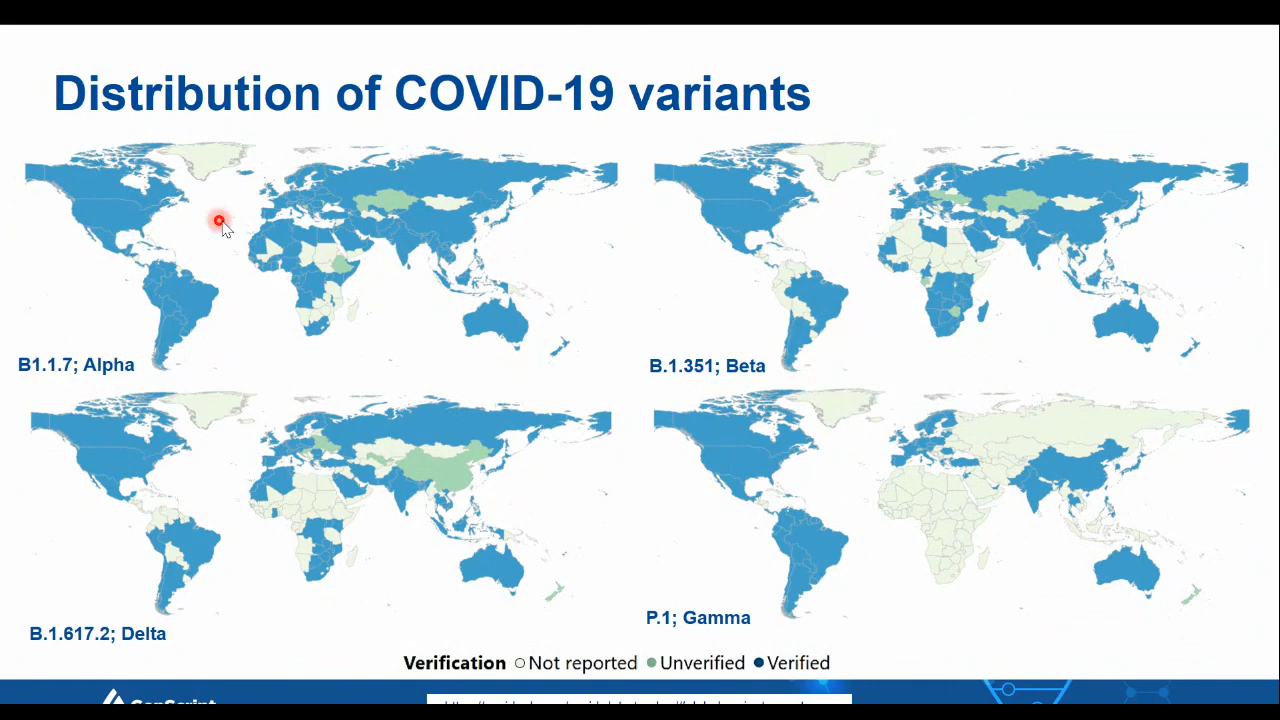 Distribution of COVID-19 variants
B1.1.7; Alpha
B.1.351; Beta
B.1.617.2; Delta
P.1; Gamma
Verification Not reported Unverified Verified
GenScript